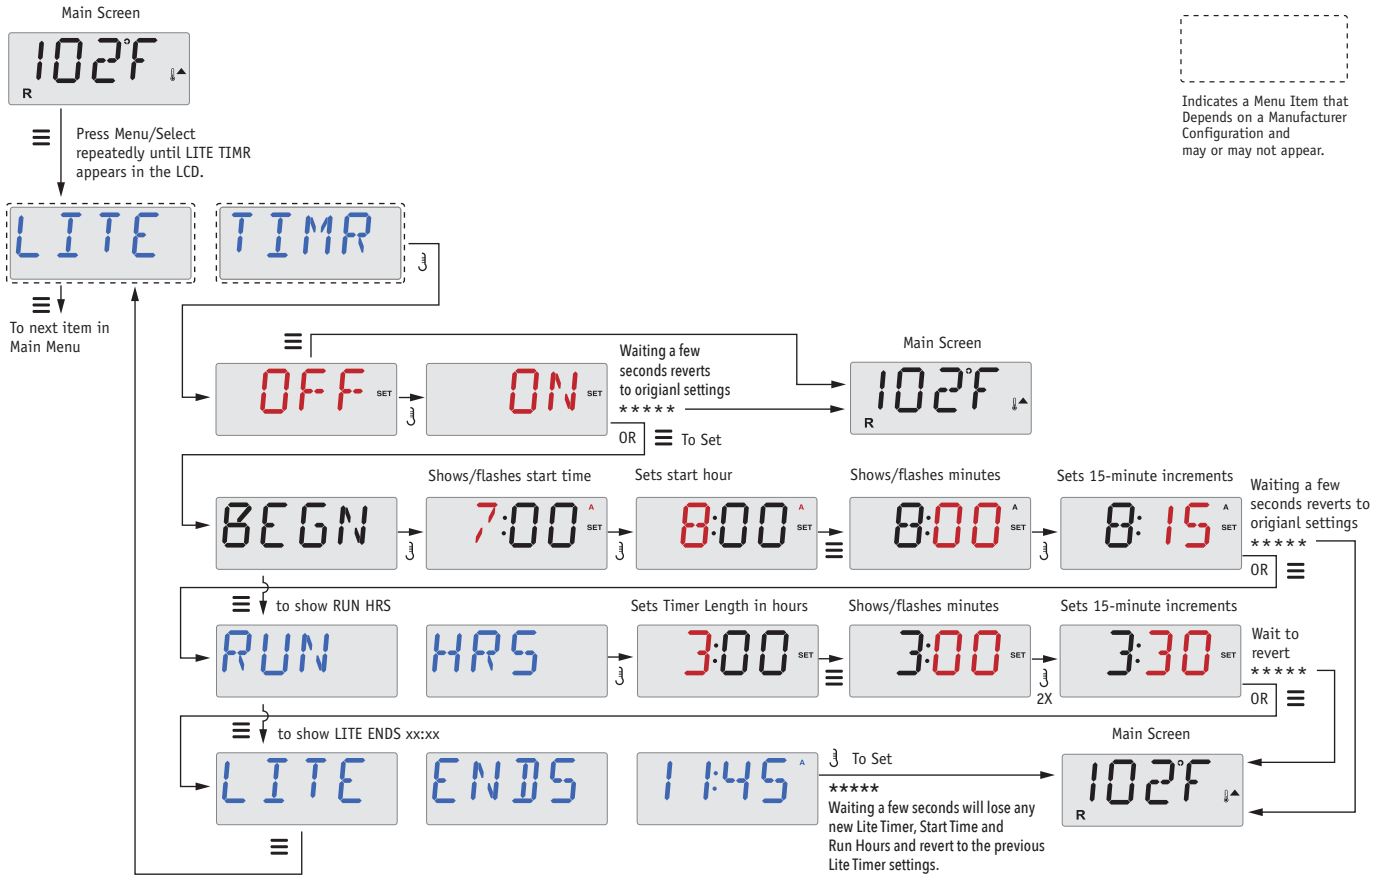 Main Screen
102°F
R
Press Menu/Select
repeatedly until LITE TIMR
appears in the LCD.
Indicates a Menu Item that
Depends on a Manufacturer
Configuration and
may or may not appear.
LITE TIMR
To next item in
Main Menu
OFF SET
ON SET
Waiting a few
seconds reverts
to origianl settings
*****
OR
To Set
Main Screen
102°F
R
BEGN
Shows/flashes start time
7:00 A SET
Sets start hour
8:00 A SET
Shows/flashes minutes
8:00 A SET
Sets 15-minute increments
8:15 A SET
Waiting a few
seconds reverts to
origianl settings
*****
OR
to show RUN HRS
RUN HRS
Sets Timer Length in hours
3:00 SET
Shows/flashes minutes
3:00 SET
2X
Sets 15-minute increments
3:30 SET
Wait to
revert
*****
OR
to show LITE ENDS xx:xx
LITE ENDS 11:45 A
To Set
*****
Waiting a few seconds will lose any
new Lite Timer, Start Time and
Run Hours and revert to the previous
Lite Timer settings.
Main Screen
102°F
R